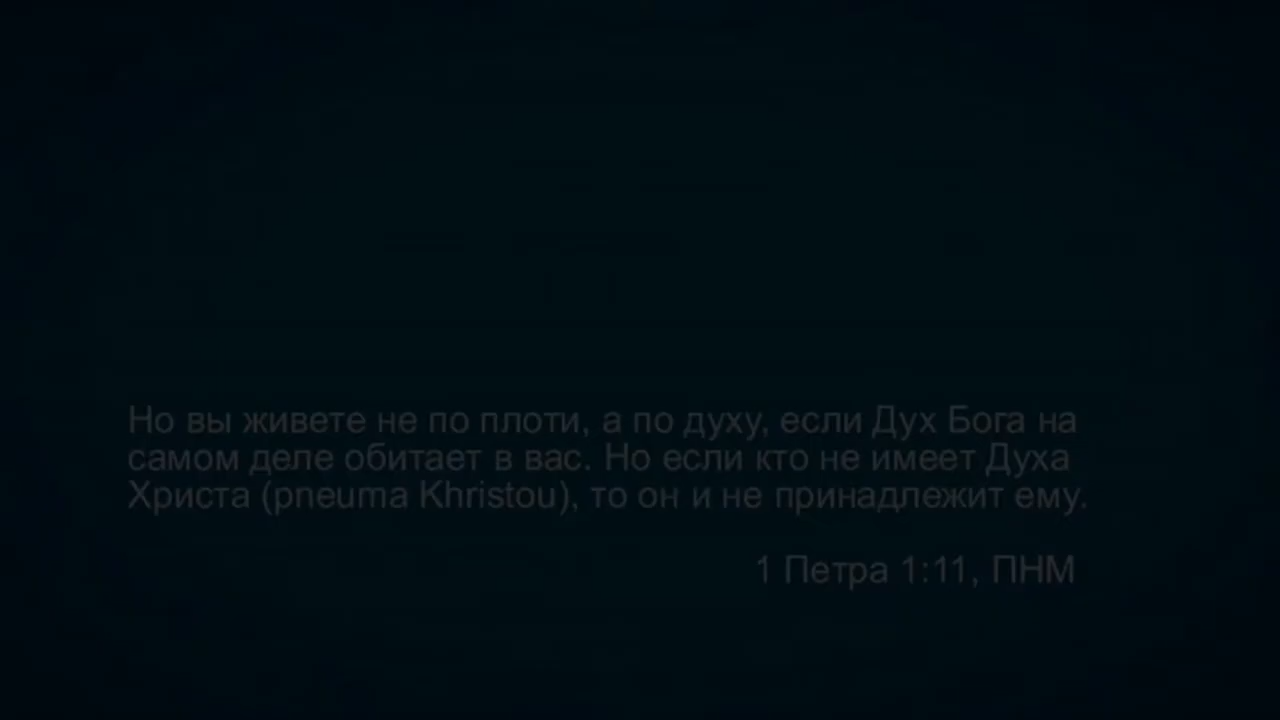 Но вы живете не по плоти, а по духу, если Дух Бога на
самом деле обитает в вас. Но если кто не имеет Духа
Христа (pneuma Khristou), то он и не принадлежит ему.
1 Петра 1:11, ПНМ